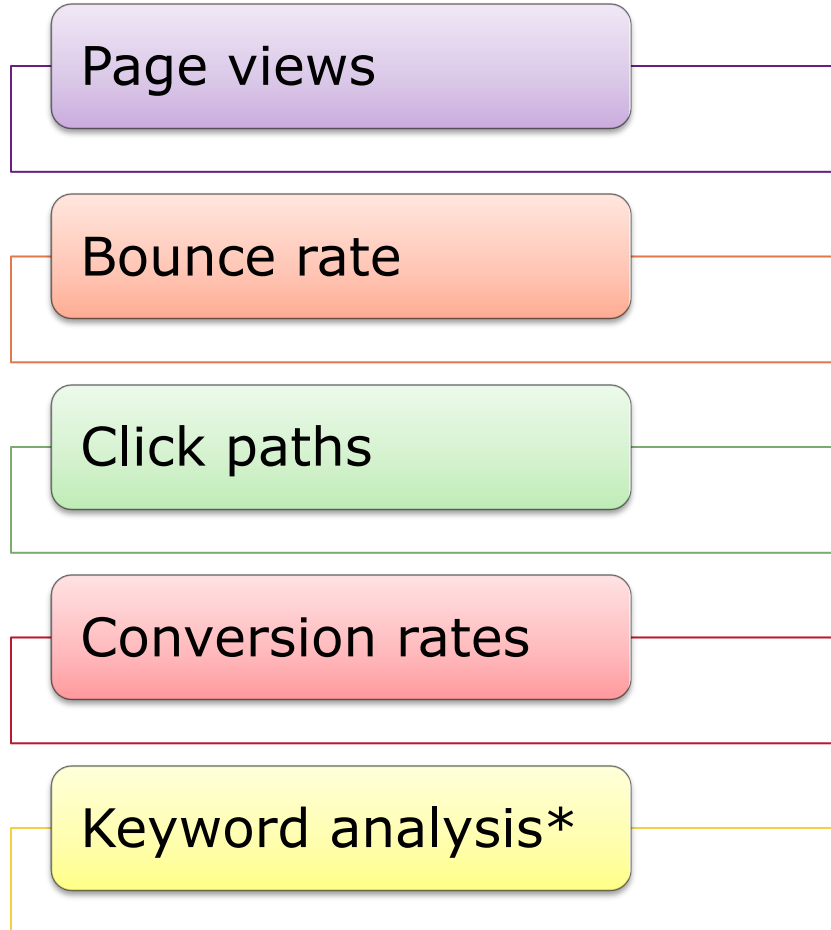 Page views
Bounce rate
Click paths
Conversion rates
Keyword analysis*